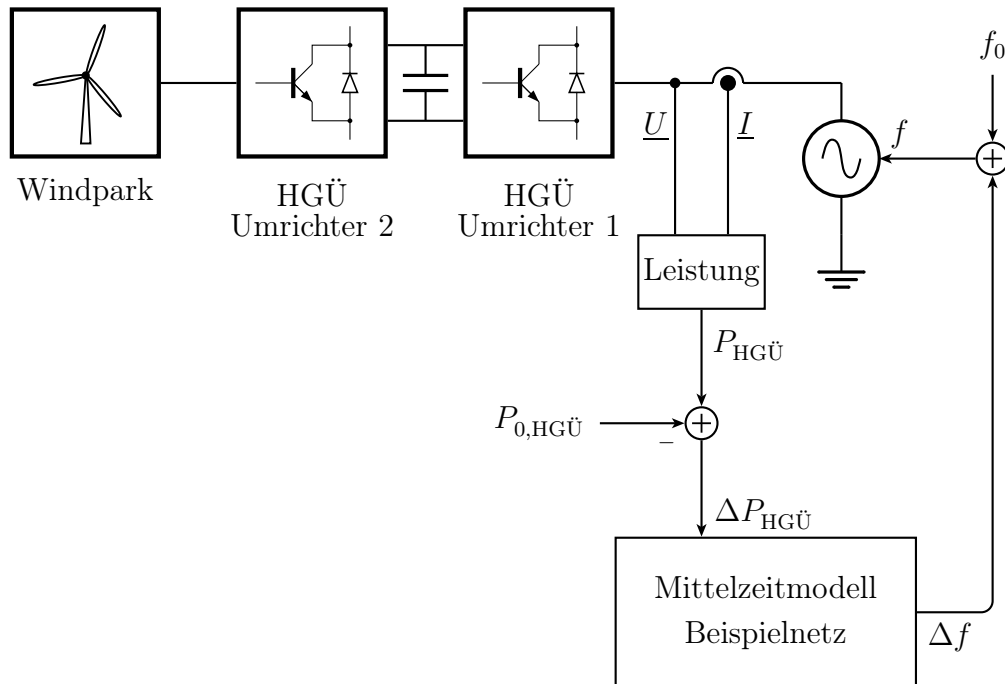 f₀
U
I
f
Windpark
HGÜ
Umrichter 2
HGÜ
Umrichter 1
Leistung
P_HGÜ
P_0,HGÜ
+
−
+
ΔP_HGÜ
Mittelzeitmodell
Beispielnetz
Δf